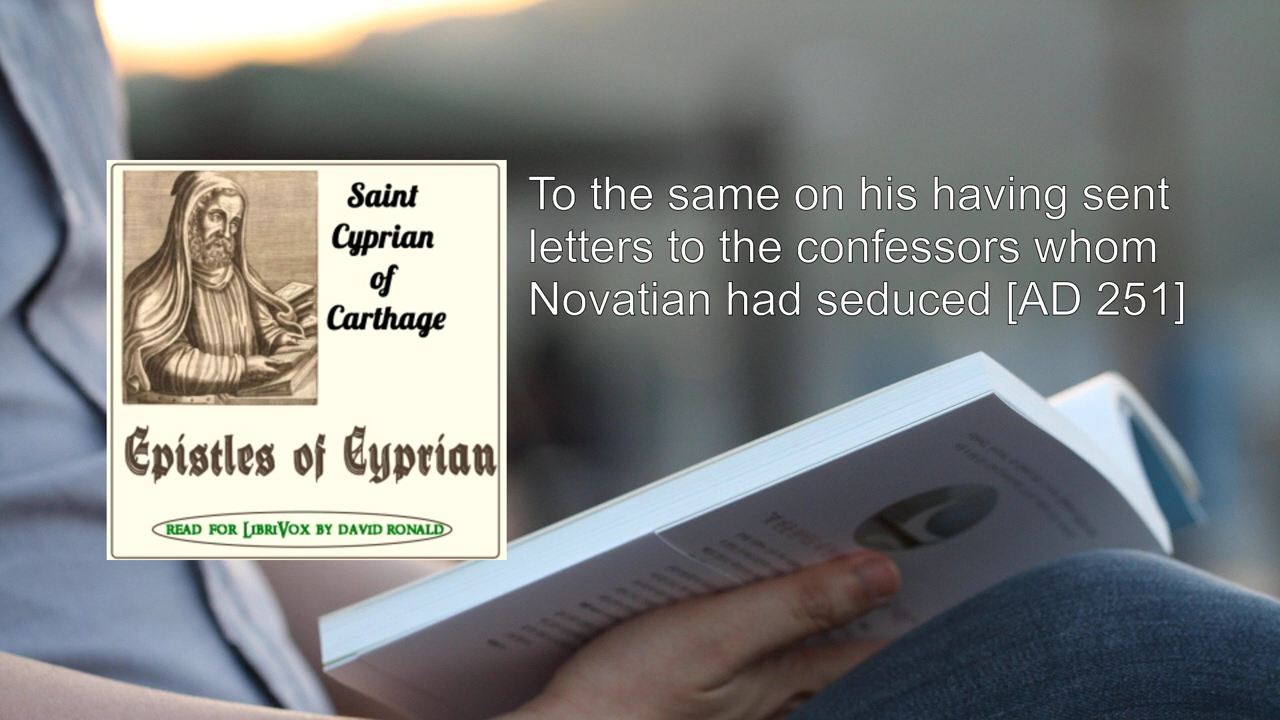 Saint
Cyprian
of
Carthage
Epistles of Cyprian
READ FOR LIBRIVOX BY DAVID RONALD
To the same on his having sent
letters to the confessors whom
Novatian had seduced [AD 251]